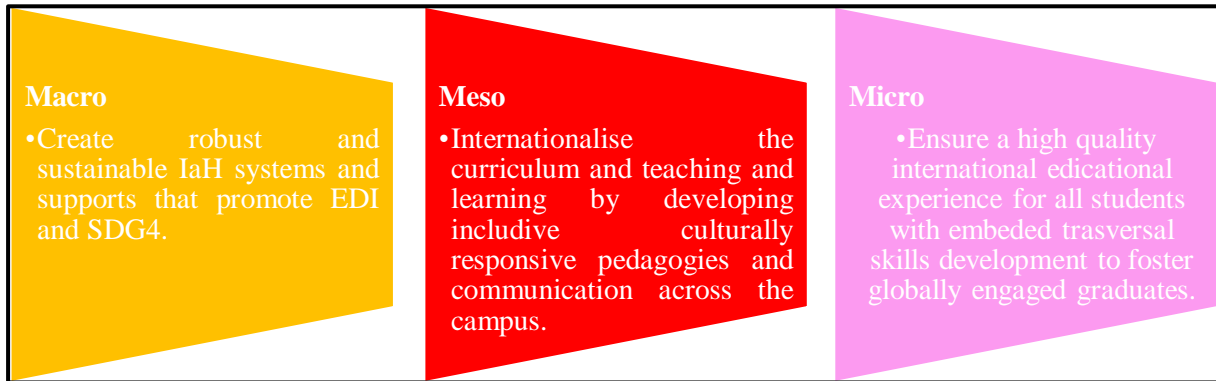 Macro
•Create robust and
sustainable IaH systems and
supports that promote EDI
and SDG4.
Meso
•Internationalise the
curriculum and teaching and
learning by developing
includive culturally
responsive pedagogies and
communication across the
campus.
Micro
•Ensure a high quality
international edicational
experience for all students
with embeded trasversal
skills development to foster
globally engaged graduates.